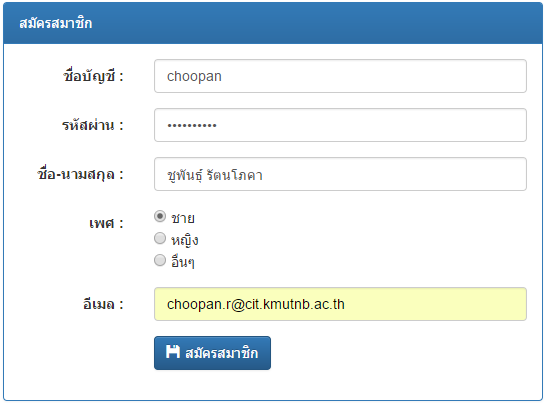 สมัครสมาชิก
ชื่อบัญชี : choopan
รหัสผ่าน : ••••••••••
ชื่อ-นามสกุล : ชูพันธุ์ รัตนโภคา
เพศ : ชาย
หญิง
อื่นๆ
อีเมล : choopan.r@cit.kmutnb.ac.th
สมัครสมาชิก